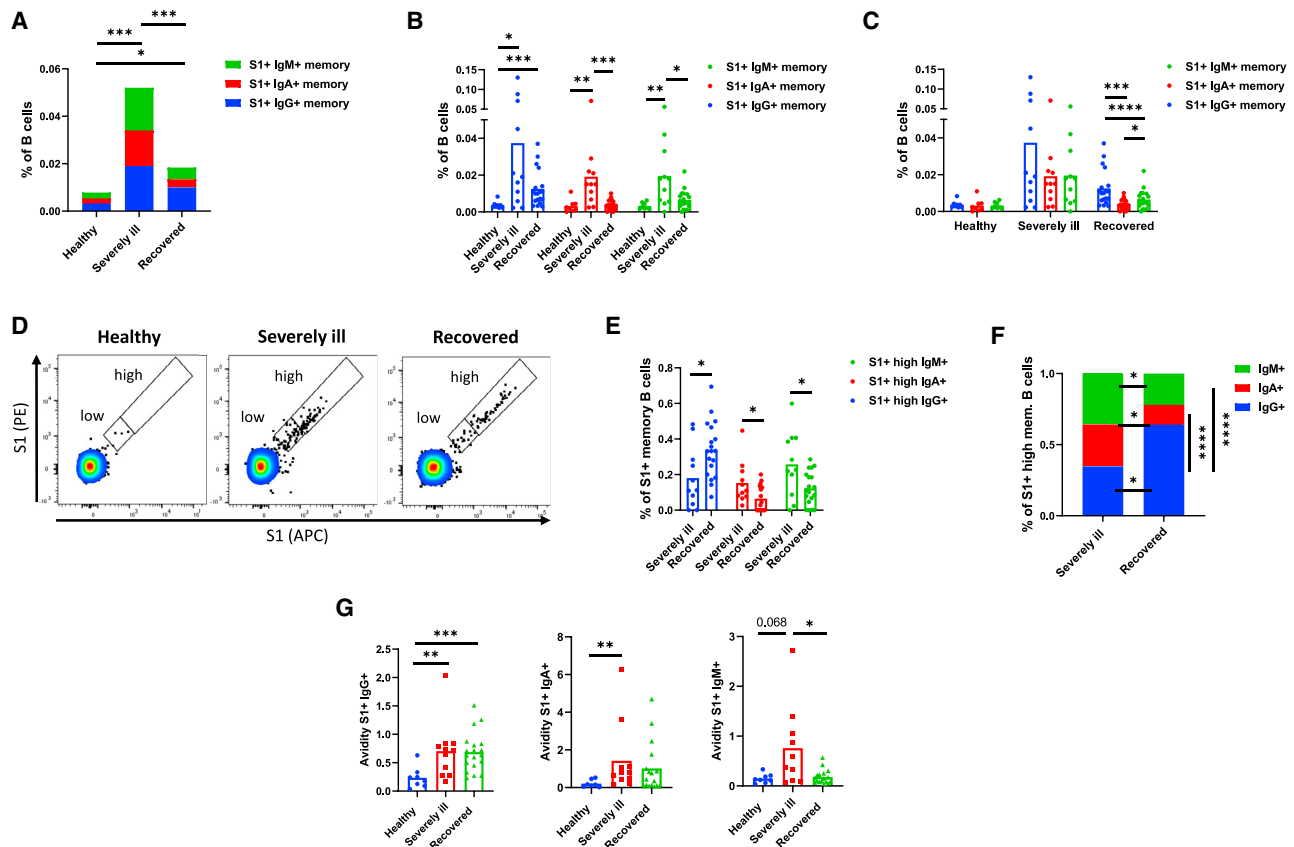 A
***
***
*
% of B cells
0.06
0.04
0.02
0.00
Healthy
Severely ill
Recovered
S1+ IgM+ memory
S1+ IgA+ memory
S1+ IgG+ memory
B
*
***
**
***
**
*
% of B cells
0.15
0.10
0.05
0.04
0.02
0.00
Healthy
Severely ill
Recovered
Healthy
Severely ill
Recovered
Healthy
Severely ill
Recovered
S1+ IgM+ memory
S1+ IgA+ memory
S1+ IgG+ memory
C
***
****
*
% of B cells
0.15
0.10
0.05
0.04
0.02
0.00
Healthy
Severely ill
Recovered
S1+ IgM+ memory
S1+ IgA+ memory
S1+ IgG+ memory
D
Healthy
Severely ill
Recovered
high
low
high
low
high
low
S1 (PE)
S1 (APC)
E
*
*
*
% of S1+ memory B cells
0.8
0.6
0.4
0.2
0.0
Severely ill
Recovered
Severely ill
Recovered
Severely ill
Recovered
S1+ high IgM+
S1+ high IgA+
S1+ high IgG+
F
*
*
*
****
****
% of S1+ high mem. B cells
1.0
0.5
0.0
Severely ill
Recovered
IgM+
IgA+
IgG+
G
***
**
Avidity S1+ IgG+
2.5
2.0
1.5
1.0
0.5
0.0
Healthy
Severely ill
Recovered
**
Avidity S1+ IgA+
8
6
4
2
0
Healthy
Severely ill
Recovered
0.068
*
Avidity S1+ IgM+
3
2
1
0
Healthy
Severely ill
Recovered